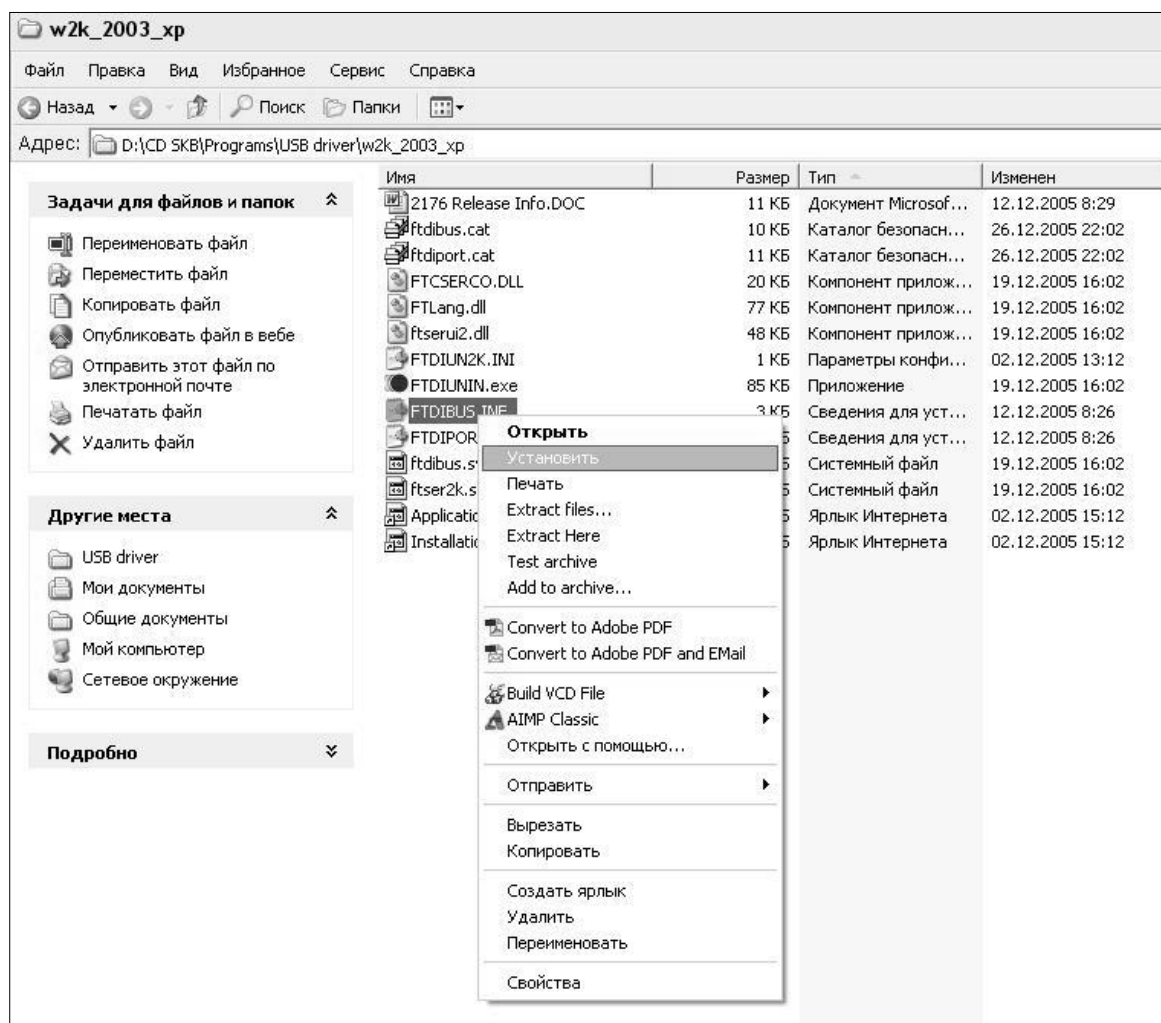 w2k_2003_xp
Файл Правка Вид Избранное Сервис Справка
Назад Поиск Папки
Адрес: D:\CD SKB\Programs\USB driver\w2k_2003_xp
Задачи для файлов и папок
Переименовать файл
Переместить файл
Копировать файл
Опубликовать файл в вебе
Отправить этот файл по
электронной почте
Печатать файл
Удалить файл
Другие места
USB driver
Мои документы
Общие документы
Мой компьютер
Сетевое окружение
Подробно
Имя Размер Тип Изменен
2176 Release Info.DOC 11 КБ Документ Microsof... 12.12.2005 8:29
ftdibus.cat 10 КБ Каталог безопасн... 26.12.2005 22:02
ftdiport.cat 11 КБ Каталог безопасн... 26.12.2005 22:02
FTCSERCO.DLL 20 КБ Компонент прилож... 19.12.2005 16:02
FTLang.dll 77 КБ Компонент прилож... 19.12.2005 16:02
ftserui2.dll 48 КБ Компонент прилож... 19.12.2005 16:02
FTDIUN2K.INI 1 КБ Параметры конфи... 02.12.2005 13:12
FTDIUNIN.exe 85 КБ Приложение 19.12.2005 16:02
FTDIBUS.INF 3 КБ Сведения для уст... 12.12.2005 8:26
FTDIPOR Сведения для уст... 12.12.2005 8:26
ftdibus.s Системный файл 19.12.2005 16:02
ftser2k.s Системный файл 19.12.2005 16:02
Applicatio Ярлык Интернета 02.12.2005 15:12
Installatio Ярлык Интернета 02.12.2005 15:12
Открыть
Установить
Печать
Extract files...
Extract Here
Test archive
Add to archive...
Convert to Adobe PDF
Convert to Adobe PDF and EMail
Build VCD File
AIMP Classic
Открыть с помощью...
Отправить
Вырезать
Копировать
Создать ярлык
Удалить
Переименовать
Свойства